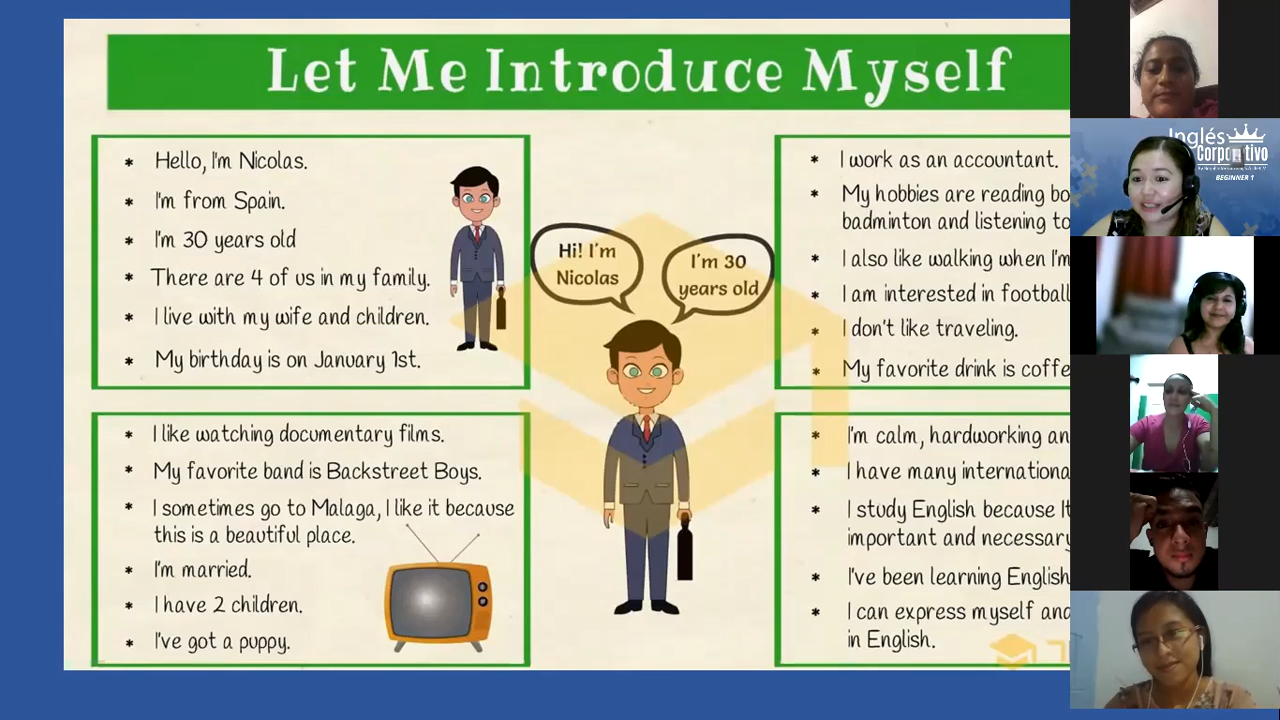 Let Me Introduce Myself
* Hello, I'm Nicolas.
* I'm from Spain.
* I'm 30 years old
* There are 4 of us in my family.
* I live with my wife and children.
* My birthday is on January 1st.
Hi! I'm
Nicolas
I'm 30
years old
* I work as an accountant.
* My hobbies are reading bo
badminton and listening to
* I also like walking when I'm
* I am interested in football
* I don't like traveling.
* My favorite drink is coffe
* I like watching documentary films.
* My favorite band is Backstreet Boys.
* I sometimes go to Malaga, I like it because
this is a beautiful place.
* I'm married.
* I have 2 children.
* I've got a puppy.
* I'm calm, hardworking an
* I have many internationa
* I study English because It
important and necessary
* I've been learning English
* I can express myself and
in English.
Inglés
Corporativo
BEGINNER 1